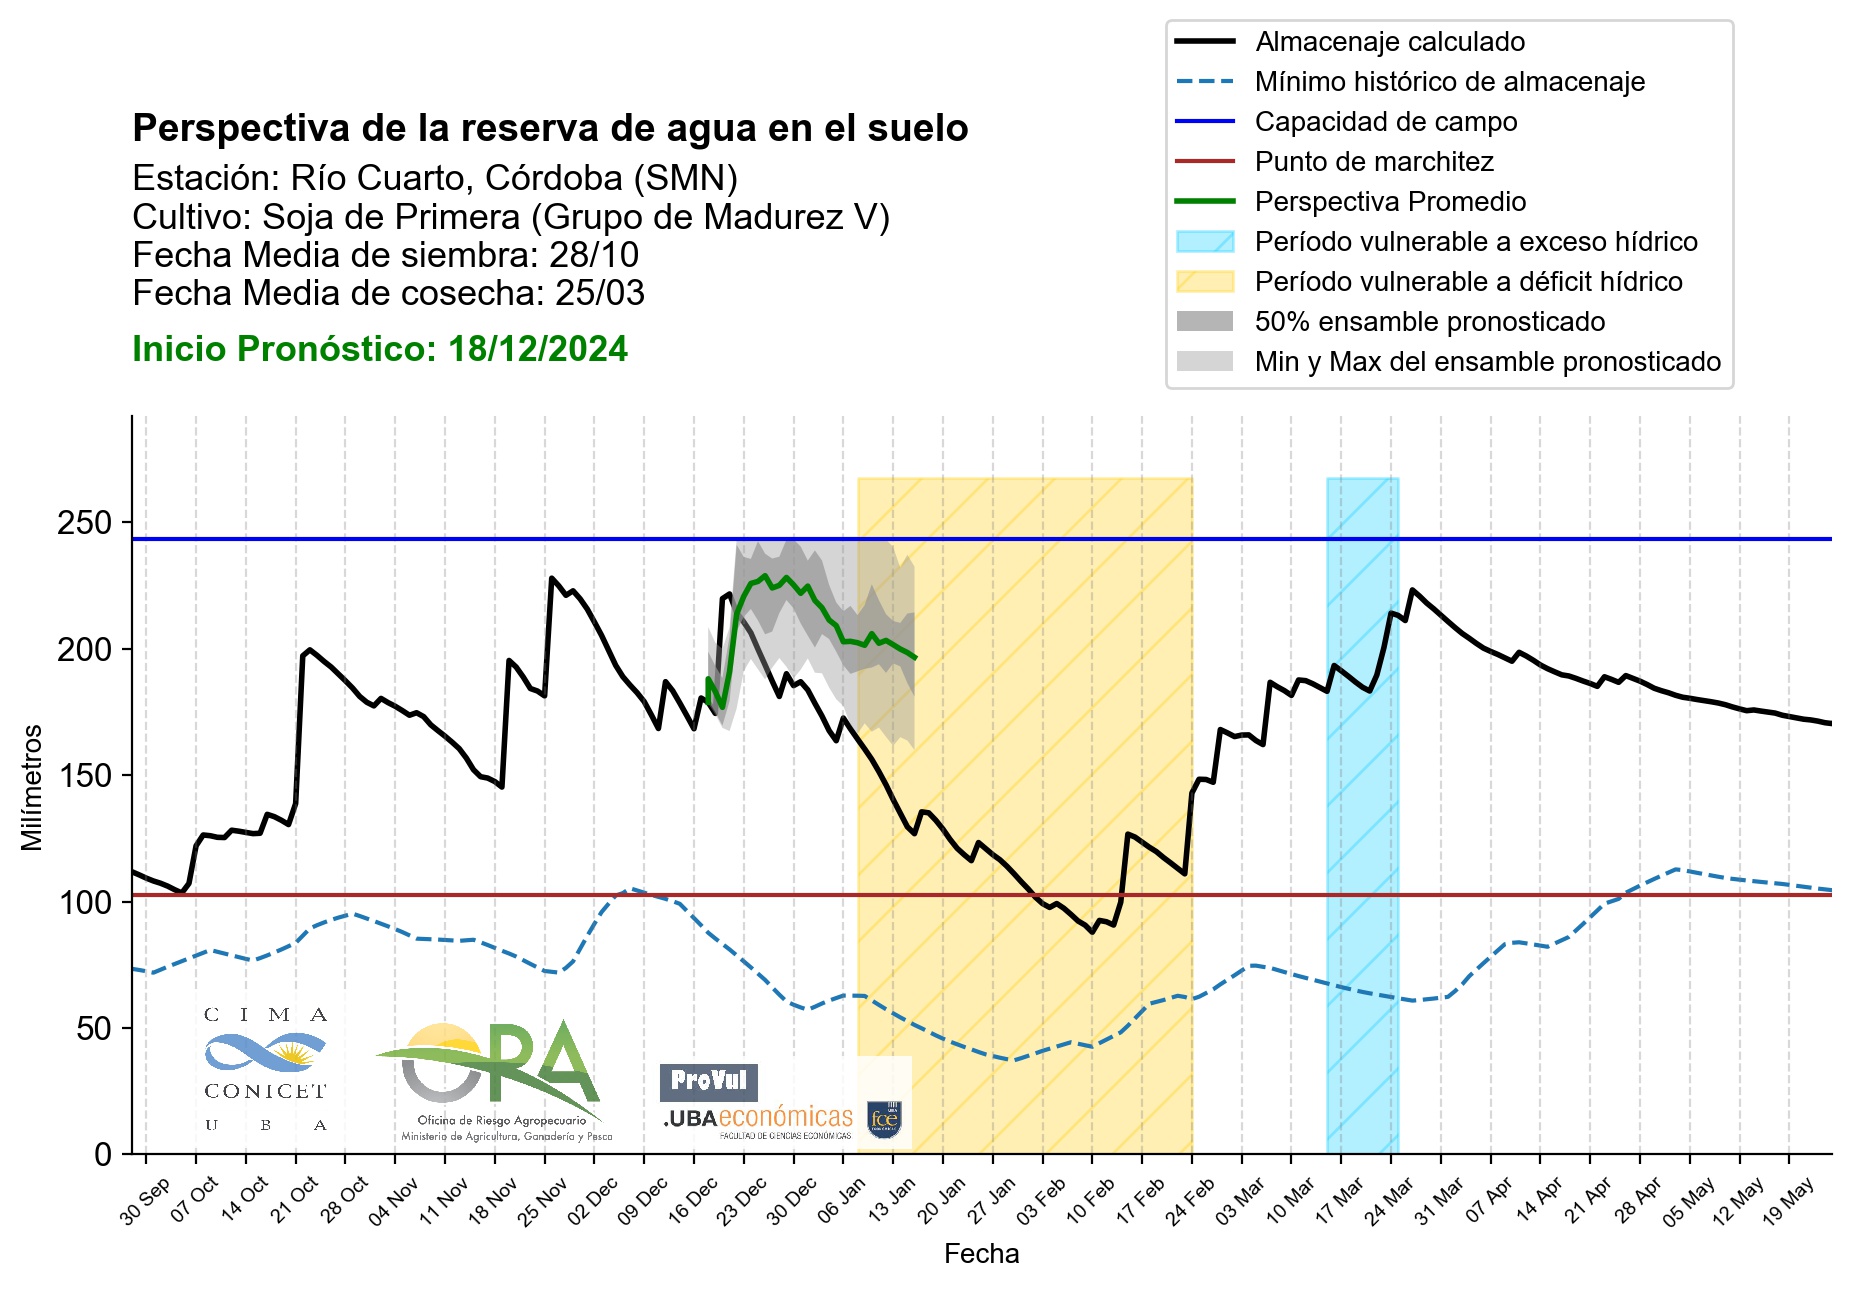 Almacenaje calculado
Mínimo histórico de almacenaje
Capacidad de campo
Punto de marchitez
Perspectiva Promedio
Período vulnerable a exceso hídrico
Período vulnerable a déficit hídrico
50% ensamble pronosticado
Min y Max del ensamble pronosticado
Perspectiva de la reserva de agua en el suelo
Estación: Río Cuarto, Córdoba (SMN)
Cultivo: Soja de Primera (Grupo de Madurez V)
Fecha Media de siembra: 28/10
Fecha Media de cosecha: 25/03
Inicio Pronóstico: 18/12/2024
Milímetros
250
200
150
100
50
0
CIMA
CONICET
UBA
ORA
Oficina de Riesgo Agropecuario
Ministerio de Agricultura, Ganadería y Pesca
ProVul
.UBAeconómicas
FACULTAD DE CIENCIAS ECONÓMICAS
UBA
fce
30 Sep
07 Oct
14 Oct
21 Oct
28 Oct
04 Nov
11 Nov
18 Nov
25 Nov
02 Dec
09 Dec
16 Dec
23 Dec
30 Dec
06 Jan
13 Jan
20 Jan
27 Jan
03 Feb
10 Feb
17 Feb
24 Feb
03 Mar
10 Mar
17 Mar
24 Mar
31 Mar
07 Apr
14 Apr
21 Apr
28 Apr
05 May
12 May
19 May
Fecha